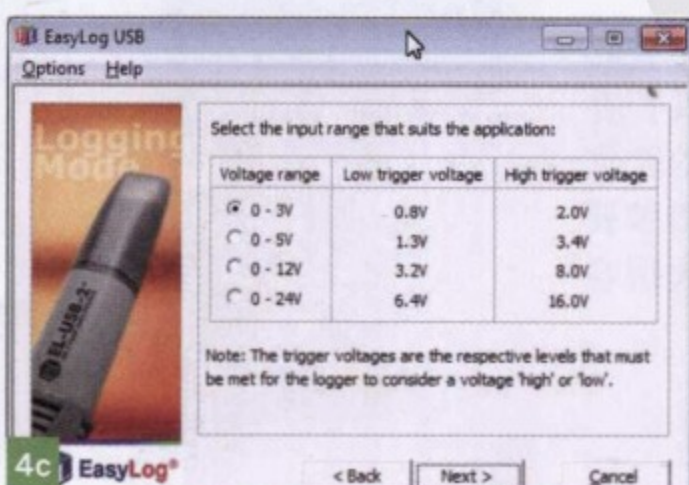 EasyLog USB
Options Help
Logging
Mode
EL-USB-2
Select the input range that suits the application:
Voltage range Low trigger voltage High trigger voltage
0 - 3V 0.8V 2.0V
0 - 5V 1.3V 3.4V
0 - 12V 3.2V 8.0V
0 - 24V 6.4V 16.0V
Note: The trigger voltages are the respective levels that must
be met for the logger to consider a voltage 'high' or 'low'.
4c EasyLog®
< Back Next > Cancel